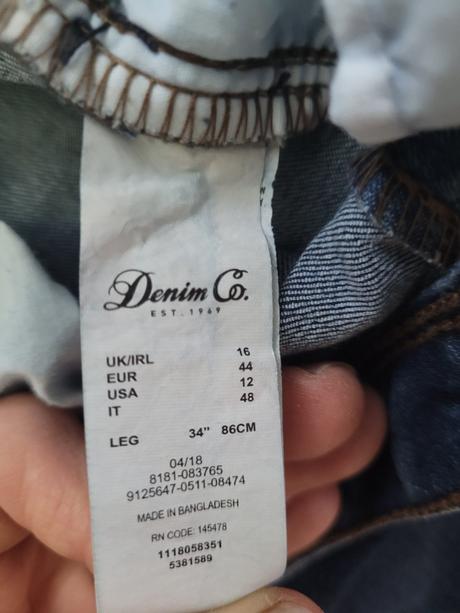 Denim Co.
EST. 1969
UK/IRL 16
EUR 44
USA 12
IT 48
LEG 34" 86CM
04/18
8181-083765
9125647-0511-08474
MADE IN BANGLADESH
RN CODE: 145478
1118058351
5381589